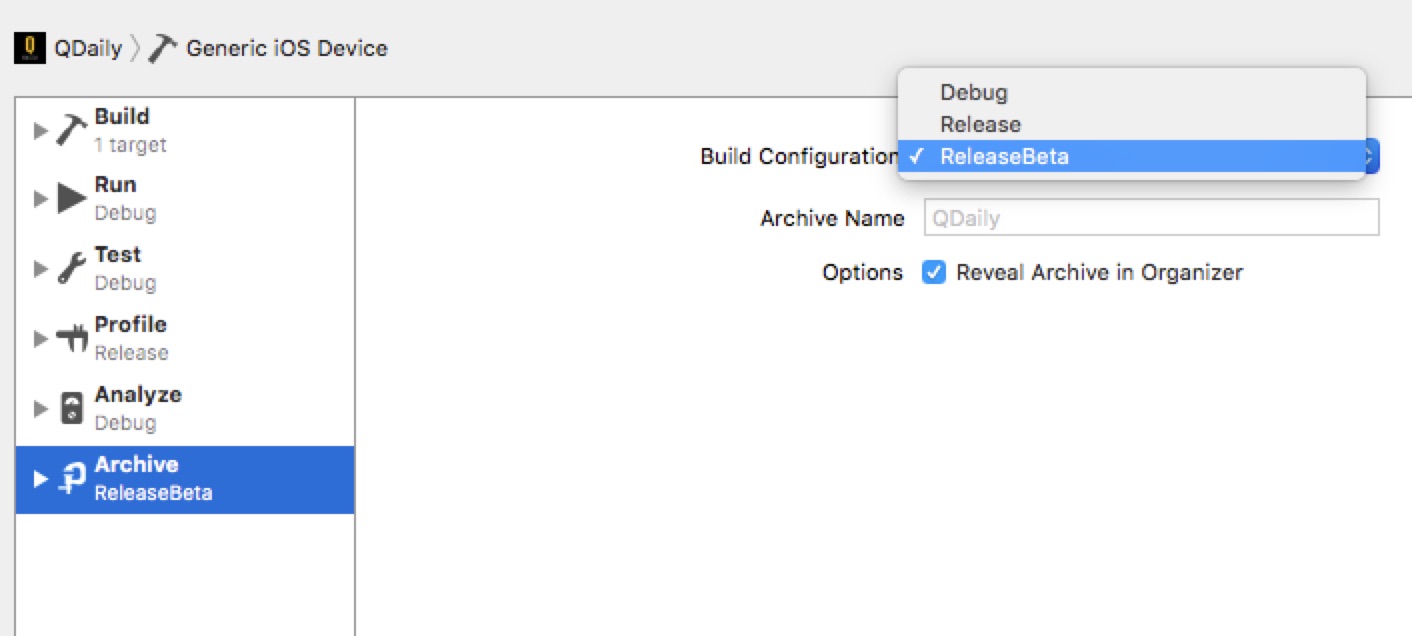 QDaily
Generic iOS Device
Build
1 target
Run
Debug
Test
Debug
Profile
Release
Analyze
Debug
Archive
ReleaseBeta
Debug
Release
Build Configuration ✓ ReleaseBeta
Archive Name QDaily
Options Reveal Archive in Organizer